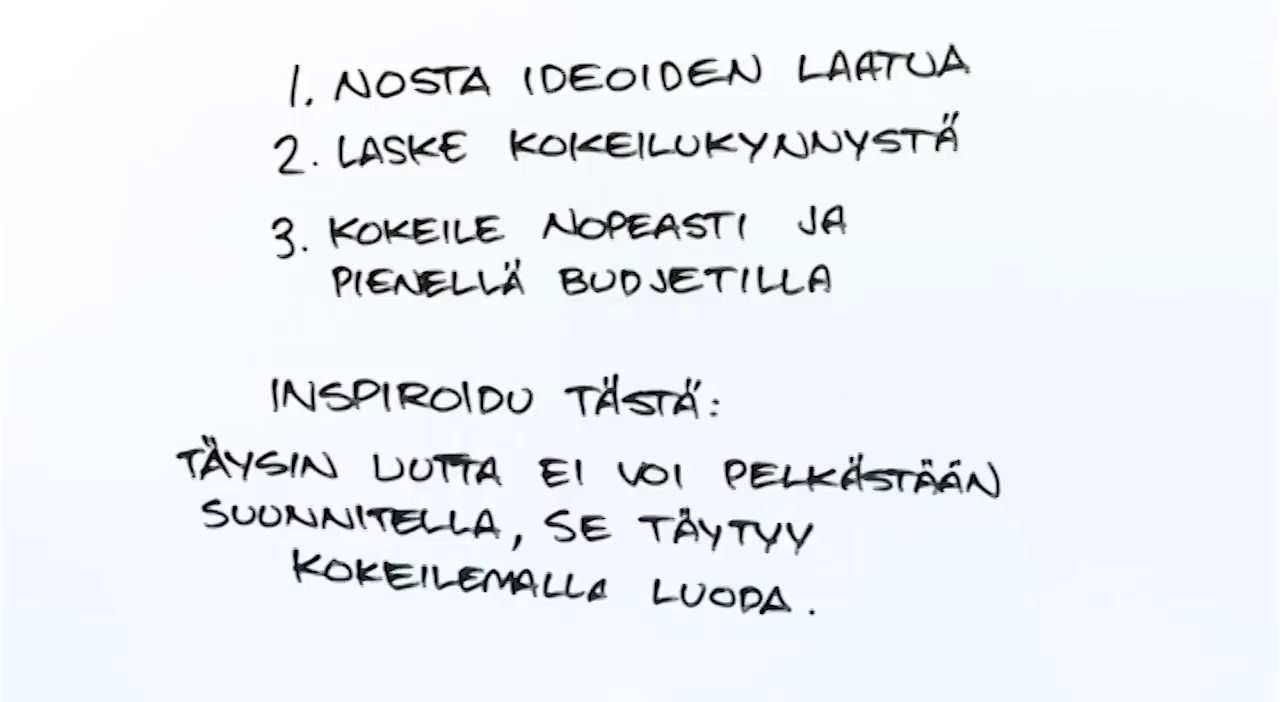 1. NOSTA IDEOIDEN LAATUA
2. LASKE KOKEILUKYNNYSTÄ
3. KOKEILE NOPEASTI JA
PIENELLÄ BUDJETILLA
INSPIROIDU TÄSTÄ:
TÄYSIN UUTTA EI VOI PELKÄSTÄÄN
SUUNNITELLA, SE TÄYTYY
KOKEILEMALLA LUODA.